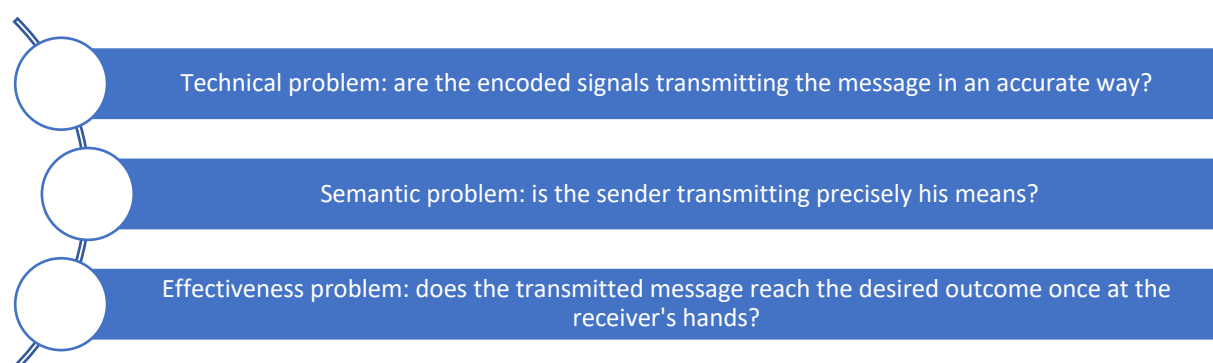 Technical problem: are the encoded signals transmitting the message in an accurate way?
Semantic problem: is the sender transmitting precisely his means?
Effectiveness problem: does the transmitted message reach the desired outcome once at the
receiver's hands?